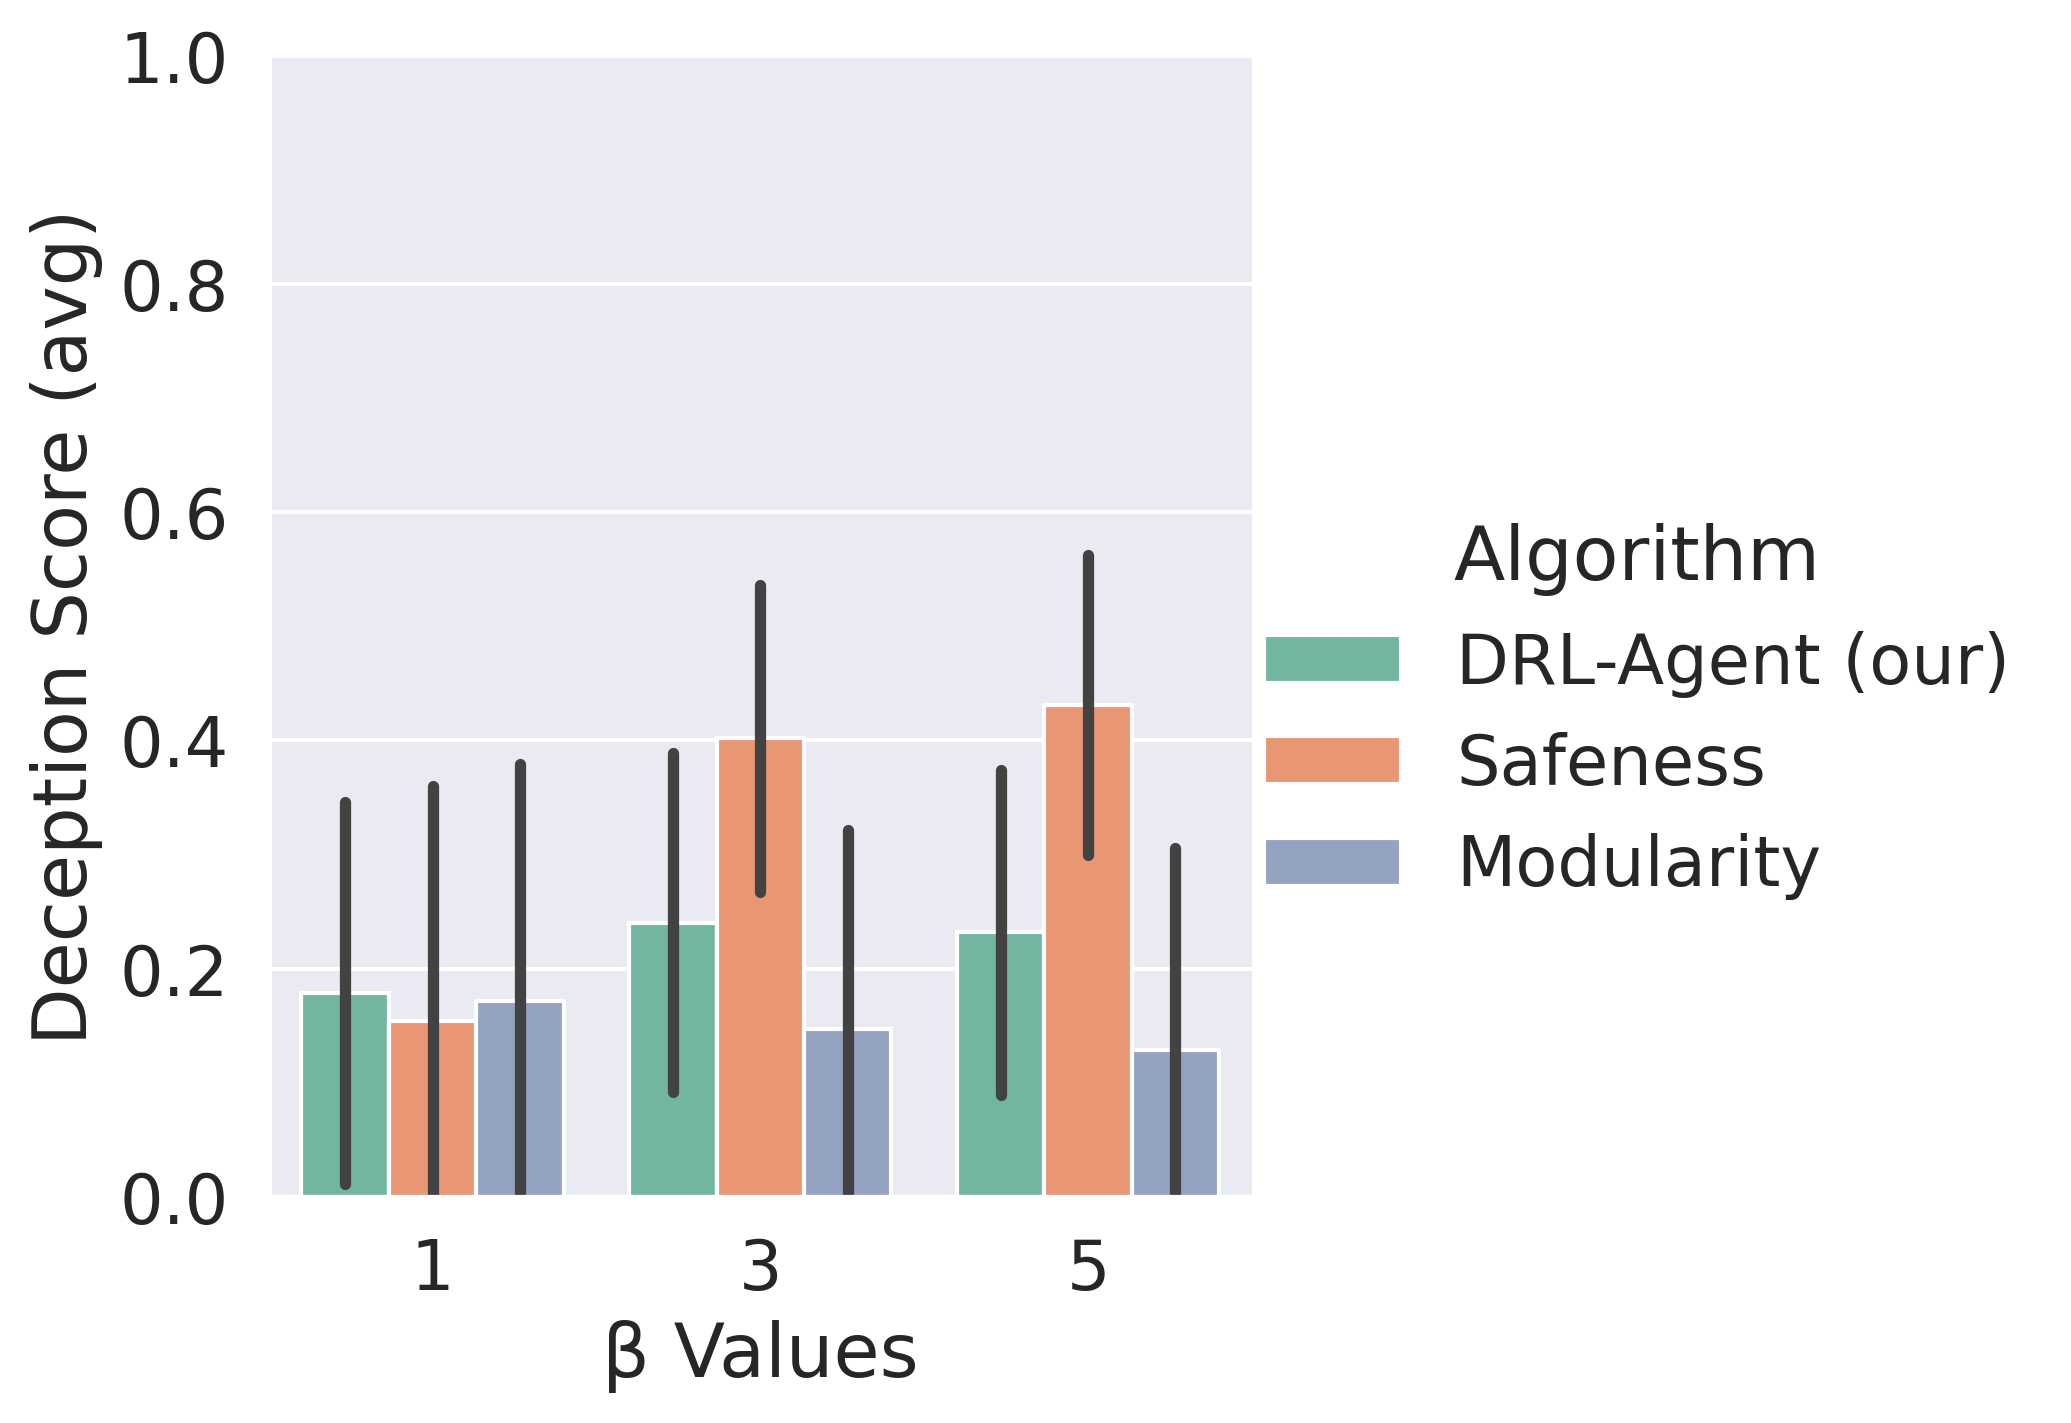 1.0
0.8
0.6
0.4
0.2
0.0
Deception Score (avg)
1 3 5
β Values
Algorithm
DRL-Agent (our)
Safeness
Modularity